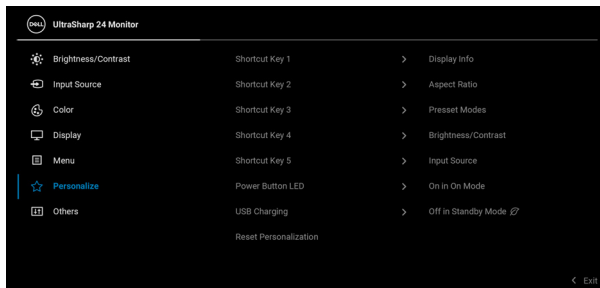 DELL UltraSharp 24 Monitor
Brightness/Contrast Shortcut Key 1 > Display Info
Input Source Shortcut Key 2 > Aspect Ratio
Color Shortcut Key 3 > Presset Modes
Display Shortcut Key 4 > Brightness/Contrast
Menu Shortcut Key 5 > Input Source
Personalize Power Button LED > On in On Mode
Others USB Charging > Off in Standby Mode
Reset Personalization
< Exit